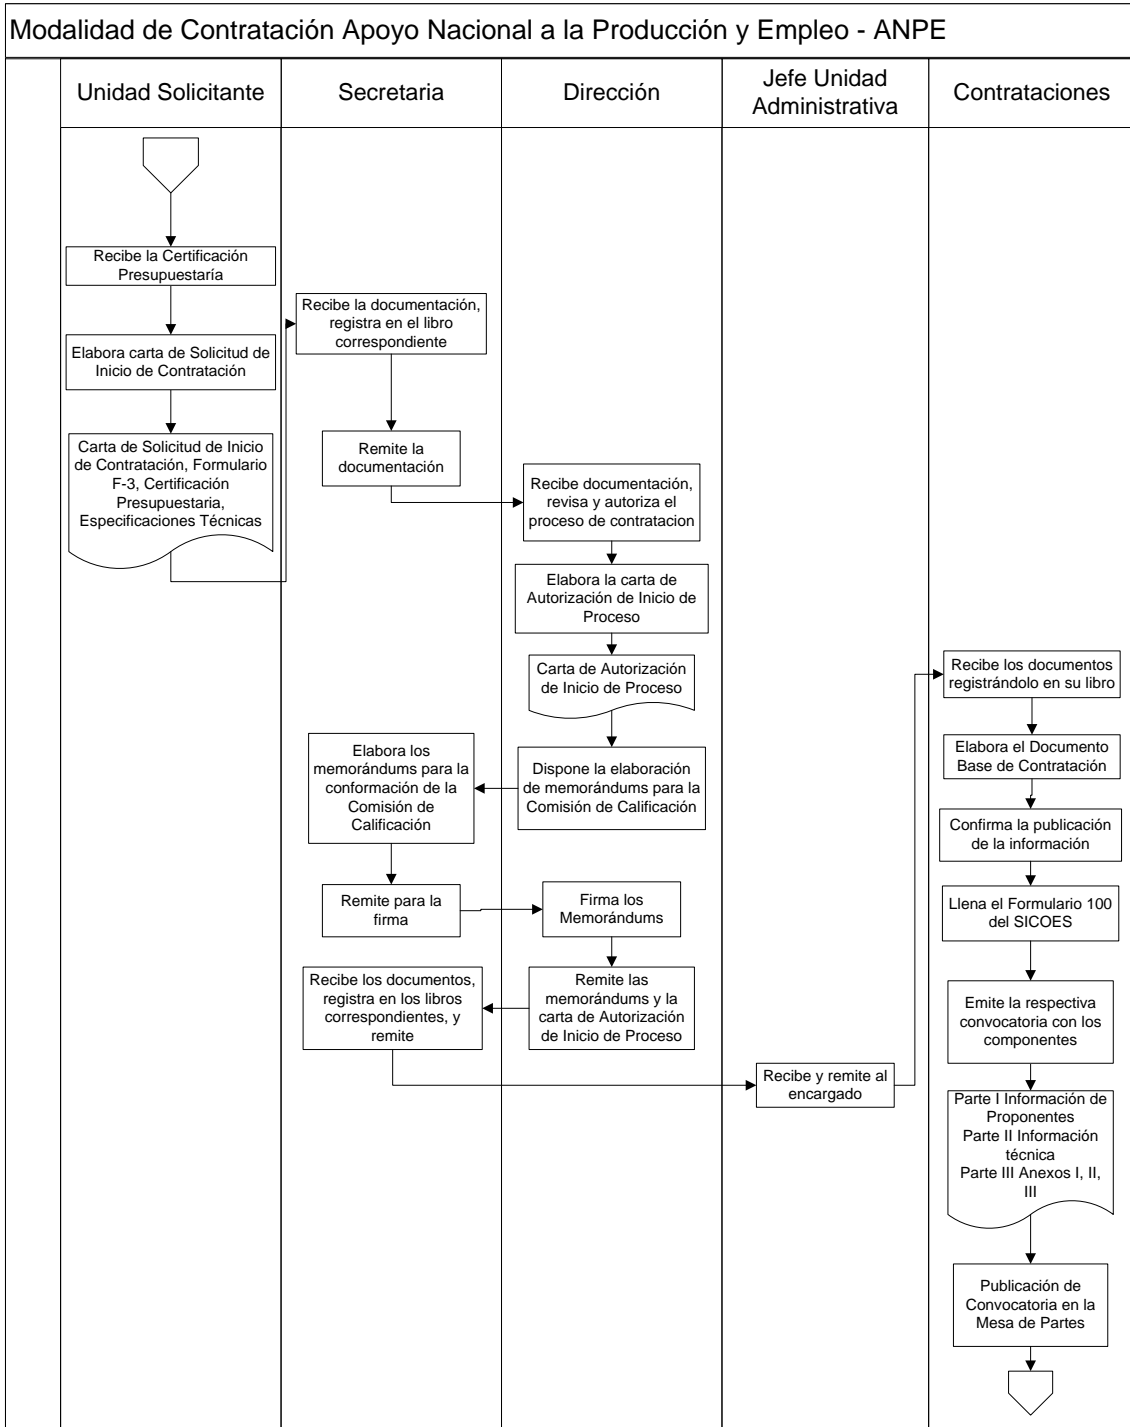 Modalidad de Contratación Apoyo Nacional a la Producción y Empleo - ANPE
Unidad Solicitante
Secretaria
Dirección
Jefe Unidad
Administrativa
Contrataciones
Recibe la Certificación
Presupuestaría
Elabora carta de Solicitud de
Inicio de Contratación
Carta de Solicitud de Inicio
de Contratación, Formulario
F-3, Certificación
Presupuestaria,
Especificaciones Técnicas
Recibe la documentación,
registra en el libro
correspondiente
Remite la
documentación
Recibe documentación,
revisa y autoriza el
proceso de contratacion
Elabora la carta de
Autorización de Inicio de
Proceso
Carta de Autorización
de Inicio de Proceso
Dispone la elaboración
de memorándums para la
Comisión de Calificación
Elabora los
memorándums para la
conformación de la
Comisión de
Calificación
Remite para la
firma
Firma los
Memorándums
Remite las
memorándums y la
carta de Autorización
de Inicio de Proceso
Recibe los documentos,
registra en los libros
correspondientes, y
remite
Recibe y remite al
encargado
Recibe los documentos
registrándolo en su libro
Elabora el Documento
Base de Contratación
Confirma la publicación
de la información
Llena el Formulario 100
del SICOES
Emite la respectiva
convocatoria con los
componentes
Parte I Información de
Proponentes
Parte II Información
técnica
Parte III Anexos I, II,
III
Publicación de
Convocatoria en la
Mesa de Partes